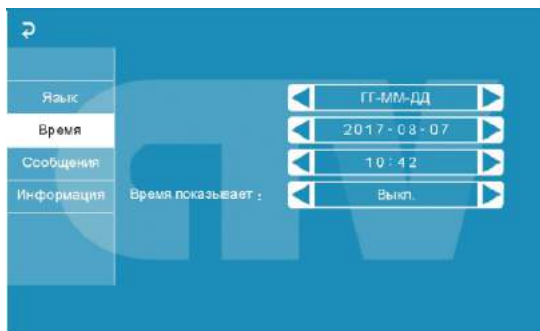 Язык
Время
Сообщения
Информация
ГГ-ММ-ДД
2017-08-07
10:42
Время показывает :
Выкл.